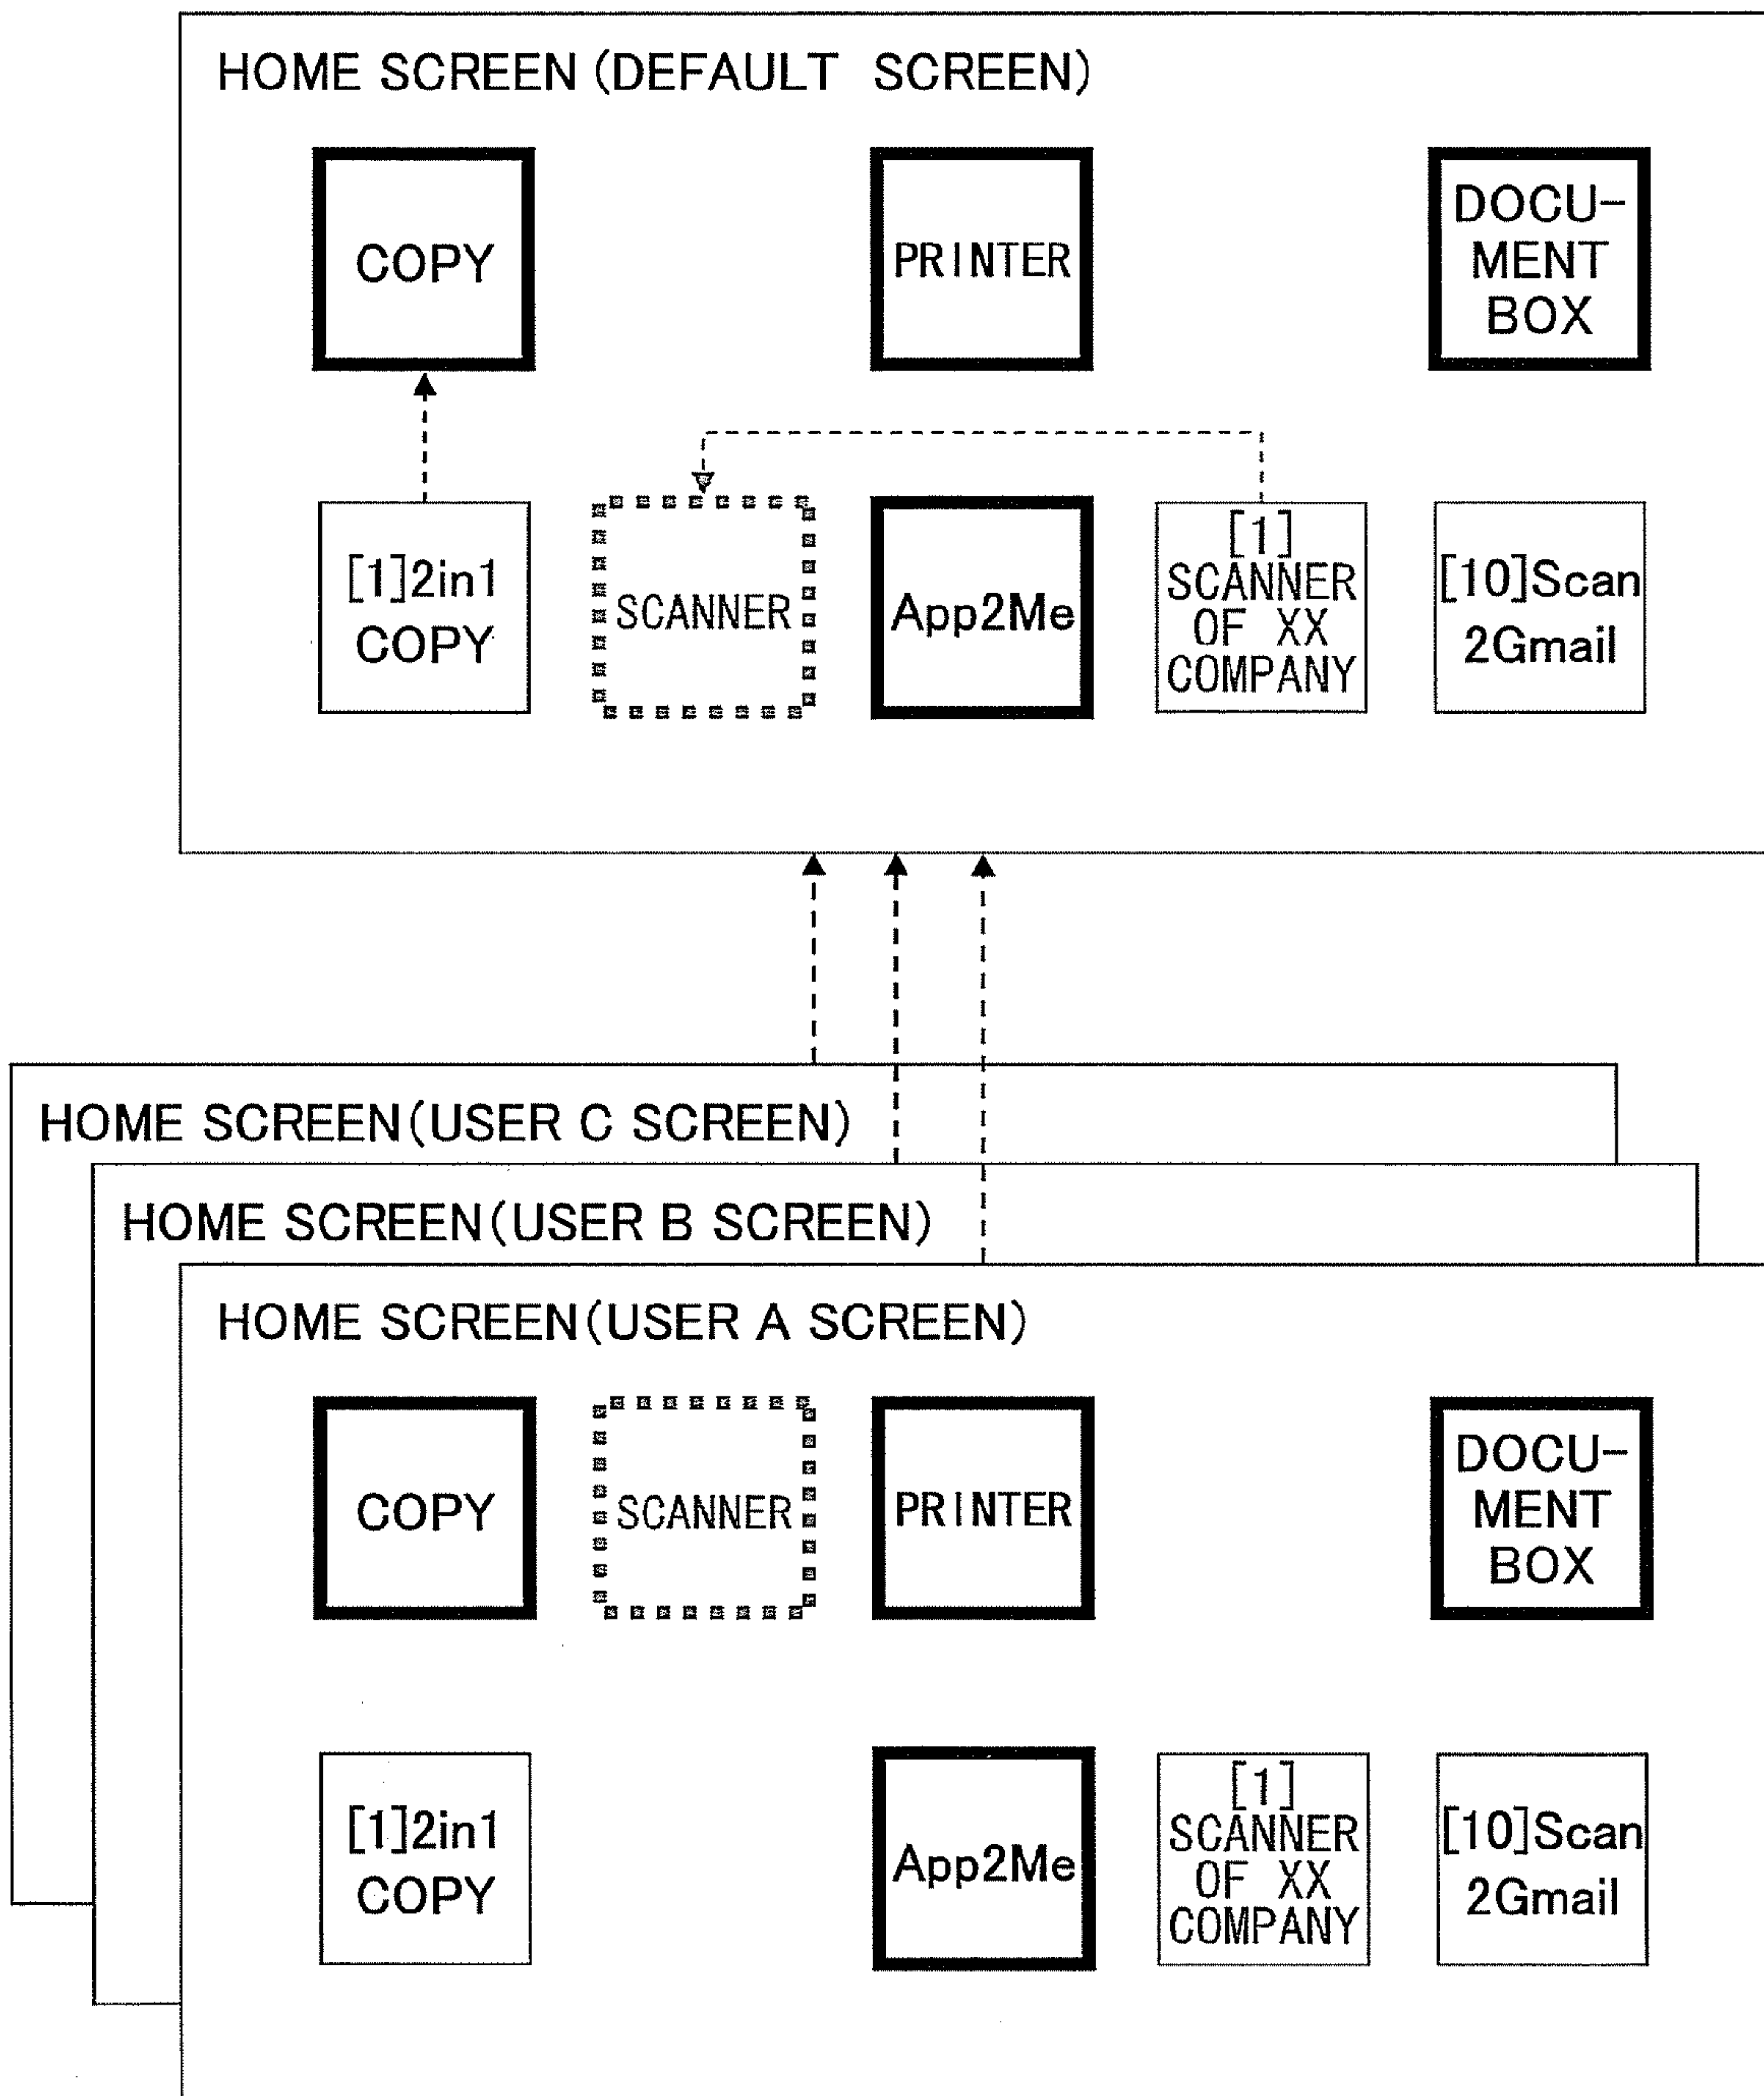 HOME SCREEN (DEFAULT SCREEN)
COPY
PRINTER
DOCU-
MENT
BOX
[1]2in1
COPY
SCANNER
App2Me
[1]
SCANNER
OF XX
COMPANY
[10]Scan
2Gmail
HOME SCREEN(USER C SCREEN)
HOME SCREEN(USER B SCREEN)
HOME SCREEN(USER A SCREEN)
COPY
SCANNER
PRINTER
DOCU-
MENT
BOX
[1]2in1
COPY
App2Me
[1]
SCANNER
OF XX
COMPANY
[10]Scan
2Gmail